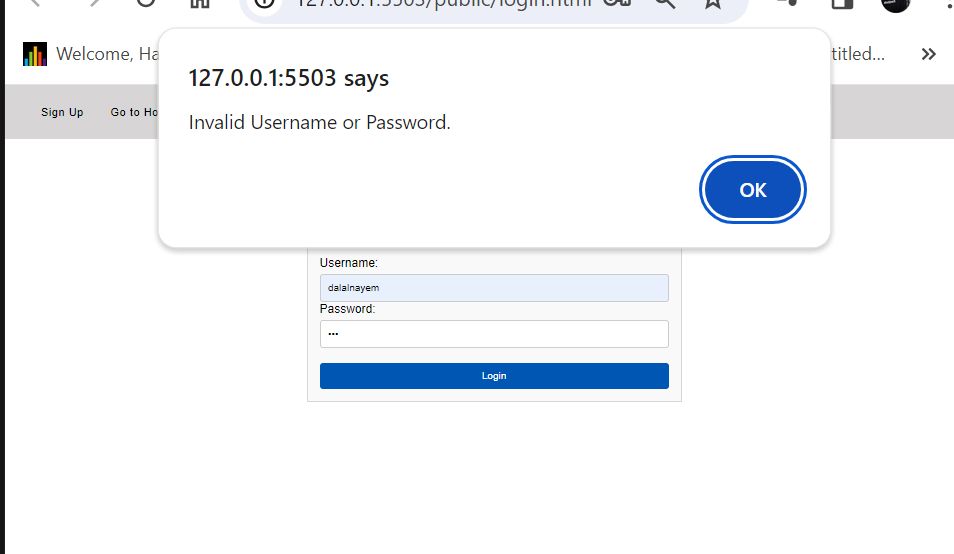 127.0.0.1:5503/public/login.html
Welcome, Ha
titled...
127.0.0.1:5503 says
Invalid Username or Password.
OK
Sign Up
Go to Ho
Username:
dalalnayem
Password:
Login